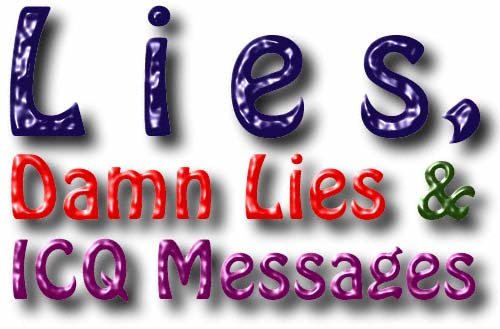 Lies,
Damn Lies &
ICQ Messages